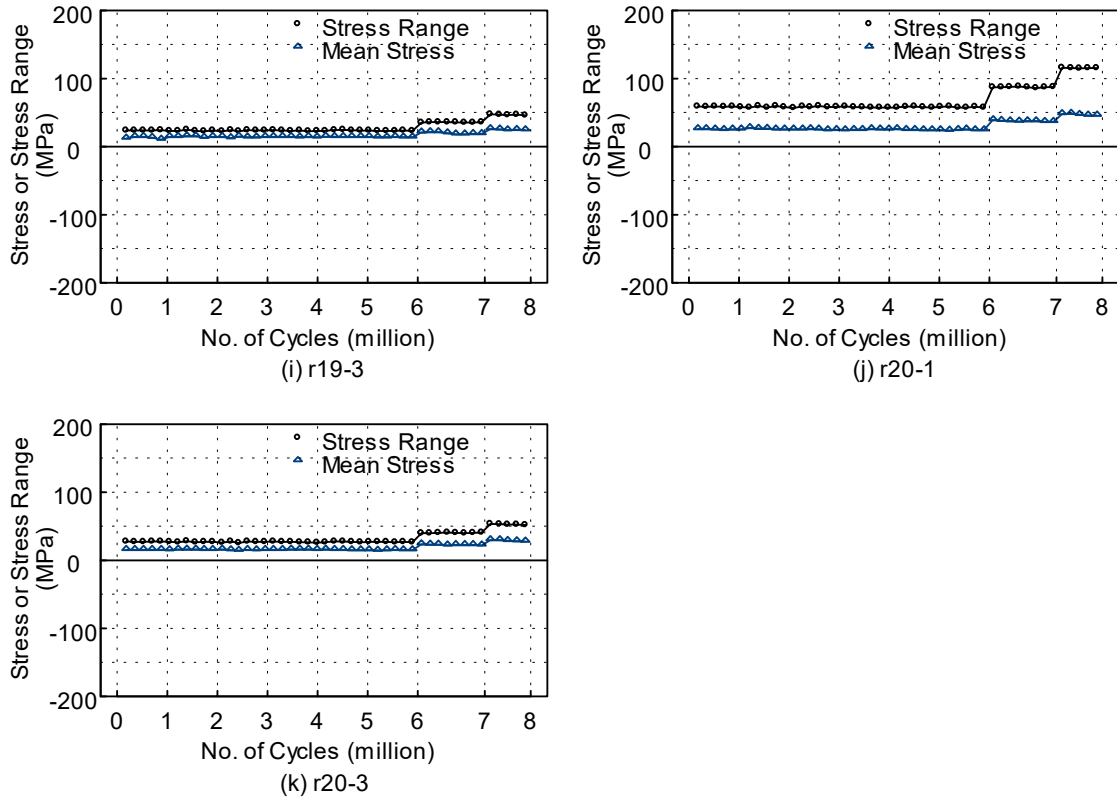 200
100
0
-100
-200
Stress or Stress Range
(MPa)
Stress Range
Mean Stress
0 1 2 3 4 5 6 7 8
No. of Cycles (million)
(i) r19-3
200
100
0
-100
-200
Stress or Stress Range
(MPa)
Stress Range
Mean Stress
0 1 2 3 4 5 6 7 8
No. of Cycles (million)
(j) r20-1
200
100
0
-100
-200
Stress or Stress Range
(MPa)
Stress Range
Mean Stress
0 1 2 3 4 5 6 7 8
No. of Cycles (million)
(k) r20-3